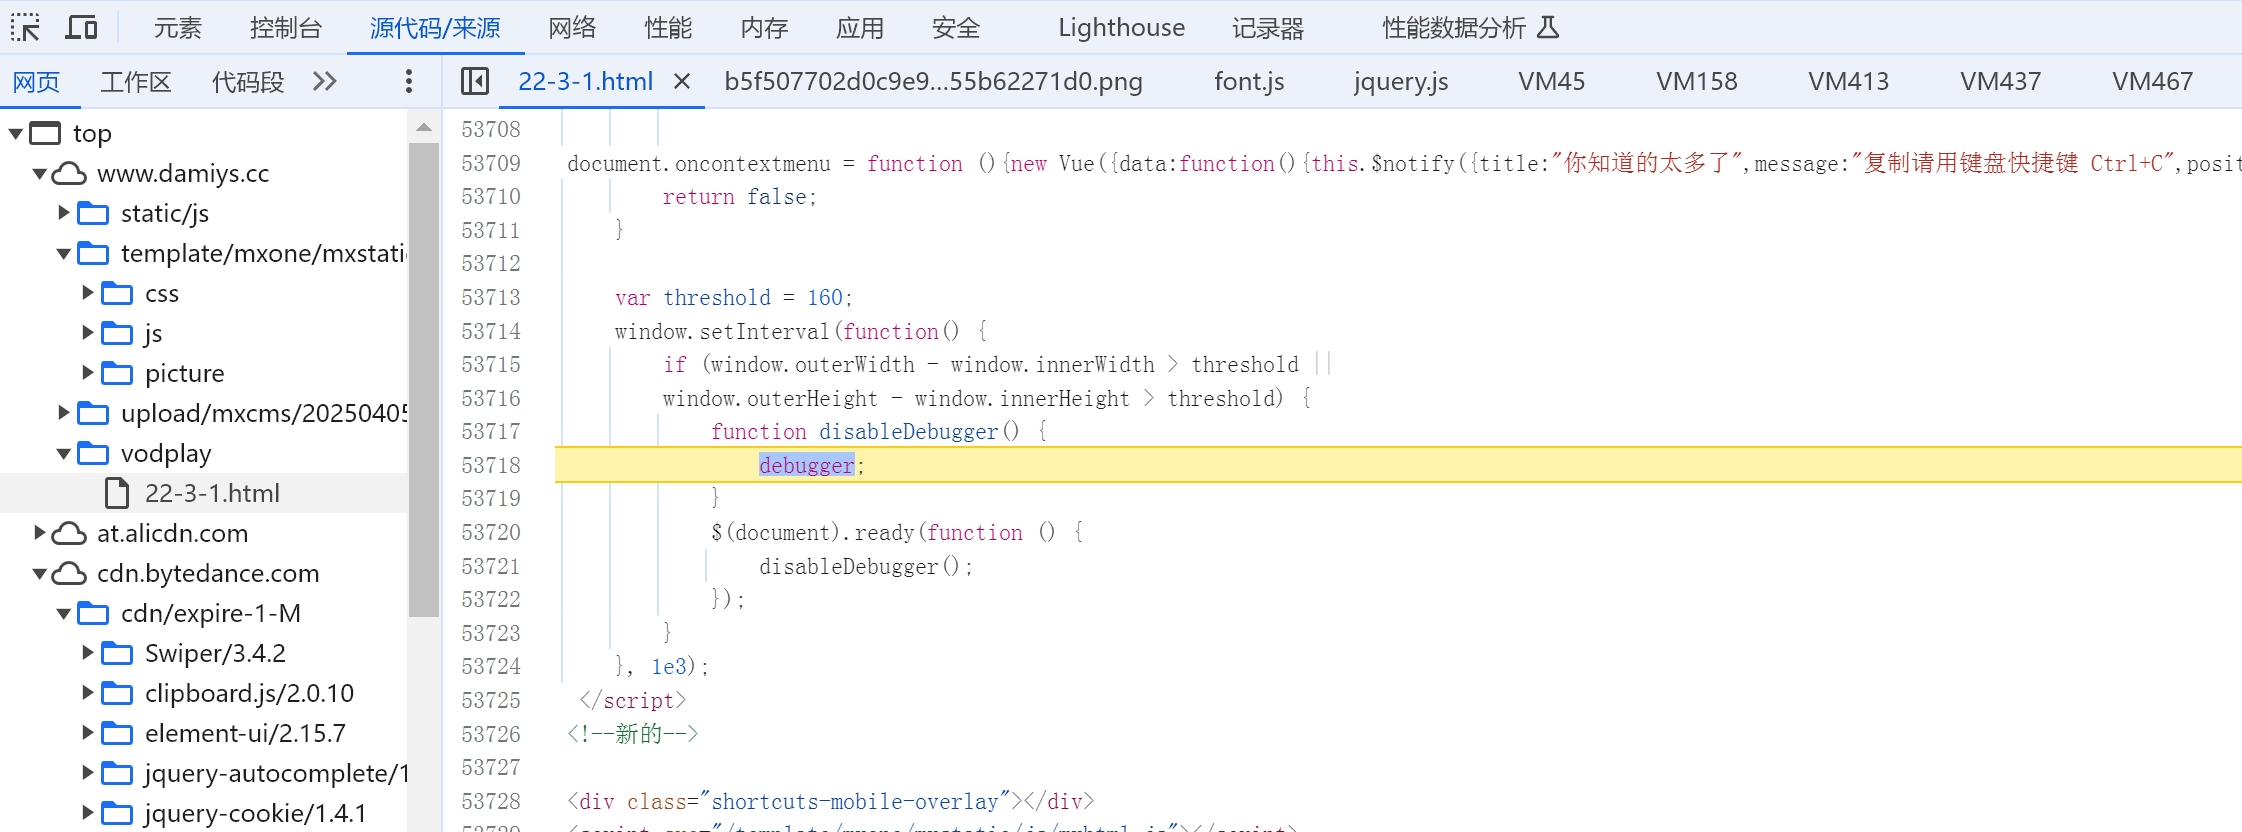 元素 控制台 源代码/来源 网络 性能 内存 应用 安全 Lighthouse 记录器 性能数据分析
网页 工作区 代码段
22-3-1.html × b5f507702d0c9e9...55b62271d0.png font.js jquery.js VM45 VM158 VM413 VM437 VM467
top
www.damiys.cc
static/js
template/mxone/mxstati
css
js
picture
upload/mxcms/20250405
vodplay
22-3-1.html
at.alicdn.com
cdn.bytedance.com
cdn/expire-1-M
Swiper/3.4.2
clipboard.js/2.0.10
element-ui/2.15.7
jquery-autocomplete/1
jquery-cookie/1.4.1
53708
53709 document.oncontextmenu = function (){new Vue({data:function(){this.$notify({title:"你知道的太多了",message:"复制请用键盘快捷键 Ctrl+C",posit
53710 return false;
53711 }
53712
53713 var threshold = 160;
53714 window.setInterval(function() {
53715 if (window.outerWidth - window.innerWidth > threshold ||
53716 window.outerHeight - window.innerHeight > threshold) {
53717 function disableDebugger() {
53718 debugger;
53719 }
53720 $(document).ready(function () {
53721 disableDebugger();
53722 });
53723 }
53724 }, 1e3);
53725 </script>
53726 <!--新的-->
53727
53728 <div class="shortcuts-mobile-overlay"></div>